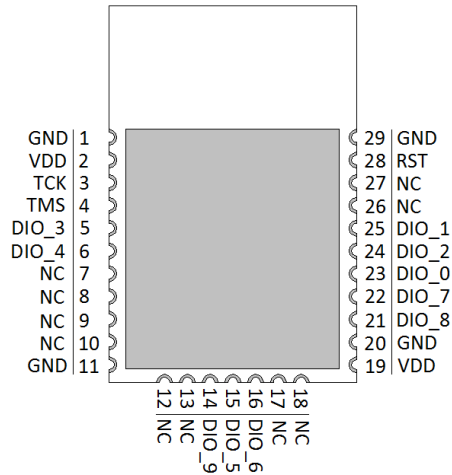 GND 1
VDD 2
TCK 3
TMS 4
DIO_3 5
DIO_4 6
NC 7
NC 8
NC 9
NC 10
GND 11
12 NC
13 NC
14 DIO_9
15 DIO_5
16 DIO_6
17 NC
18 NC
29 GND
28 RST
27 NC
26 NC
25 DIO_1
24 DIO_2
23 DIO_0
22 DIO_7
21 DIO_8
20 GND
19 VDD